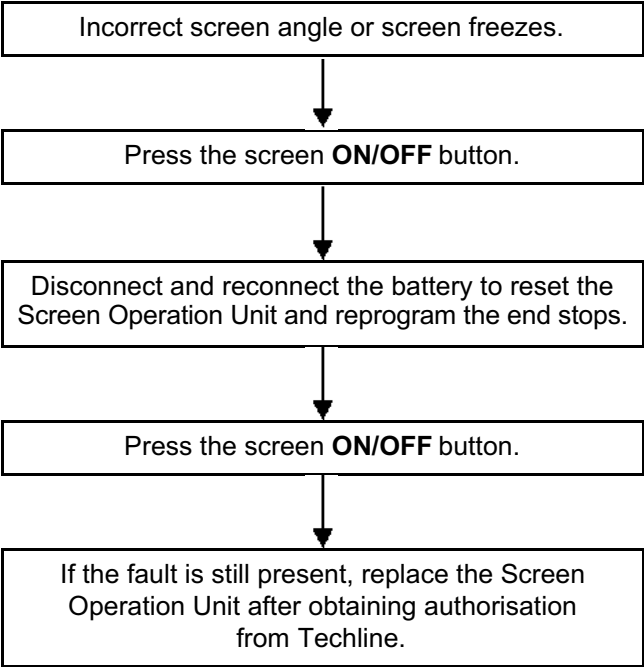 Incorrect screen angle or screen freezes.
Press the screen ON/OFF button.
Disconnect and reconnect the battery to reset the
Screen Operation Unit and reprogram the end stops.
Press the screen ON/OFF button.
If the fault is still present, replace the Screen
Operation Unit after obtaining authorisation
from Techline.